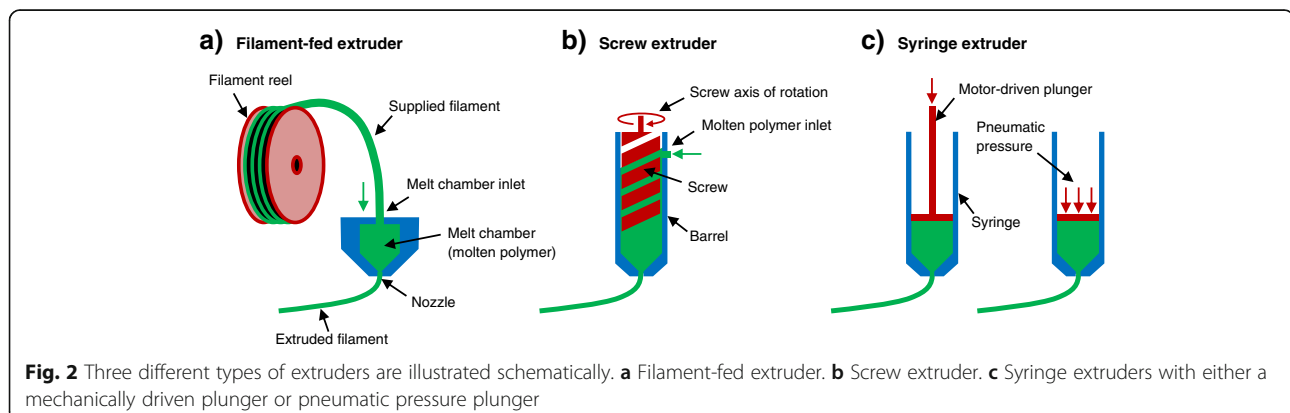 a) Filament-fed extruder
Filament reel
Supplied filament
Melt chamber inlet
Melt chamber
(molten polymer)
Nozzle
Extruded filament
b) Screw extruder
Screw axis of rotation
Molten polymer inlet
Screw
Barrel
c) Syringe extruder
Motor-driven plunger
Pneumatic
pressure
Syringe
Fig. 2 Three different types of extruders are illustrated schematically. a Filament-fed extruder. b Screw extruder. c Syringe extruders with either a
mechanically driven plunger or pneumatic pressure plunger